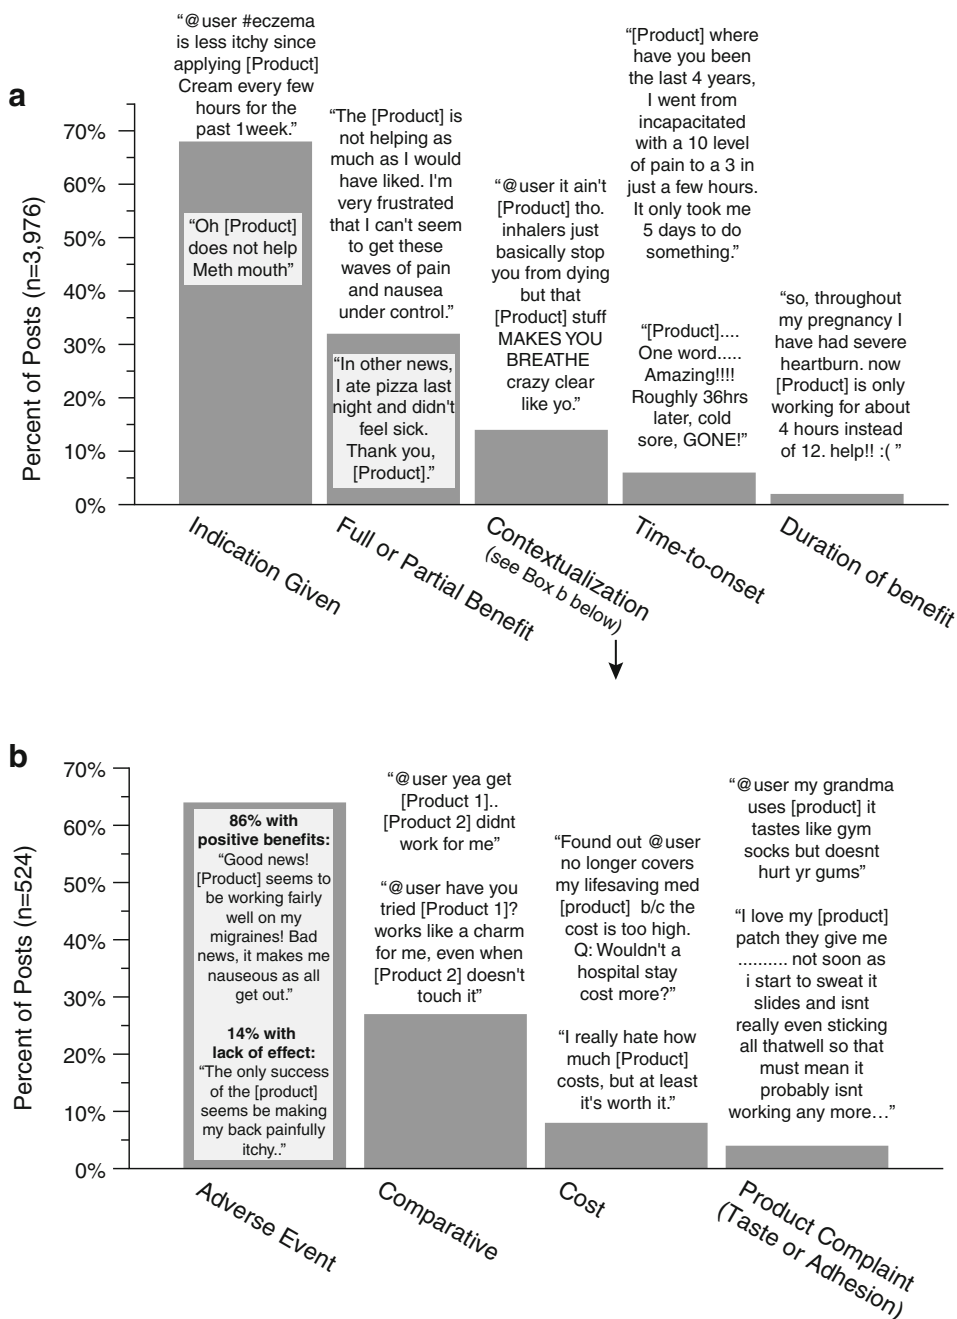 a
Percent of Posts (n=3,976)
70%
60%
50%
40%
30%
20%
10%
0%
“@user #eczema
is less itchy since
applying [Product]
Cream every few
hours for the
past 1week.”
“Oh [Product]
does not help
Meth mouth”
“The [Product] is
not helping as
much as I would
have liked. I'm
very frustrated
that I can't seem
to get these
waves of pain
and nausea
under control.”
“In other news,
I ate pizza last
night and didn't
feel sick.
Thank you,
[Product].”
“@user it ain't
[Product] tho.
inhalers just
basically stop
you from dying
but that
[Product] stuff
MAKES YOU
BREATHE
crazy clear
like yo.”
“[Product] where
have you been
the last 4 years,
I went from
incapacitated
with a 10 level
of pain to a 3 in
just a few hours.
It only took me
5 days to do
something.”
“[Product]....
One word.....
Amazing!!!!
Roughly 36hrs
later, cold
sore, GONE!”
“so, throughout
my pregnancy I
have had severe
heartburn. now
[Product] is only
working for about
4 hours instead
of 12. help!! :( ”
Indication Given
Full or Partial Benefit
Contextualization
(see Box b below)
Time-to-onset
Duration of benefit
b
Percent of Posts (n=524)
70%
60%
50%
40%
30%
20%
10%
0%
86% with
positive benefits:
“Good news!
[Product] seems to
be working fairly
well on my
migraines! Bad
news, it makes me
nauseous as all
get out.”
14% with
lack of effect:
“The only success
of the [product]
seems be making
my back painfully
itchy..”
“@user yea get
[Product 1]..
[Product 2] didnt
work for me”
“@user have you
tried [Product 1]?
works like a charm
for me, even when
[Product 2] doesn't
touch it”
“Found out @user
no longer covers
my lifesaving med
[product] b/c the
cost is too high.
Q: Wouldn't a
hospital stay
cost more?”
“I really hate how
much [Product]
costs, but at least
it's worth it.”
“@user my grandma
uses [product] it
tastes like gym
socks but doesnt
hurt yr gums”
“I love my [product]
patch they give me
.......... not soon as
i start to sweat it
slides and isnt
really even sticking
all thatwell so that
must mean it
probably isnt
working any more…”
Adverse Event
Comparative
Cost
Product Complaint
(Taste or Adhesion)